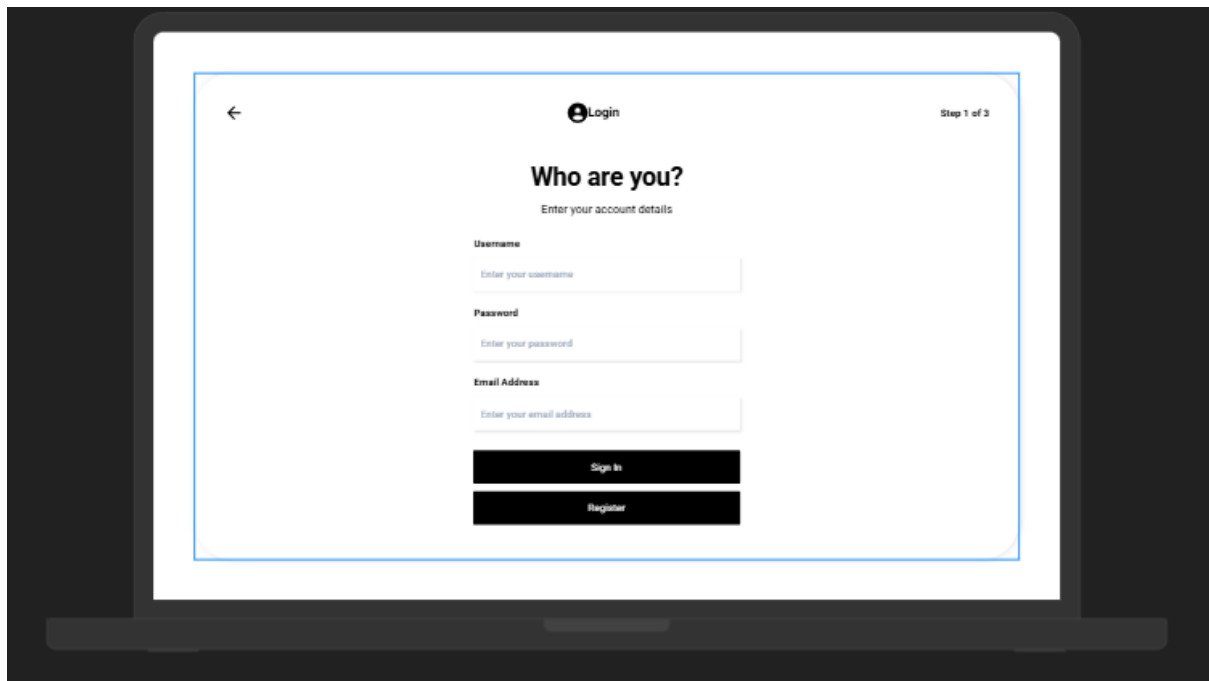 Login
Step 1 of 3
Who are you?
Enter your account details
Username
Enter your username
Password
Enter your password
Email Address
Enter your email address
Sign In
Register